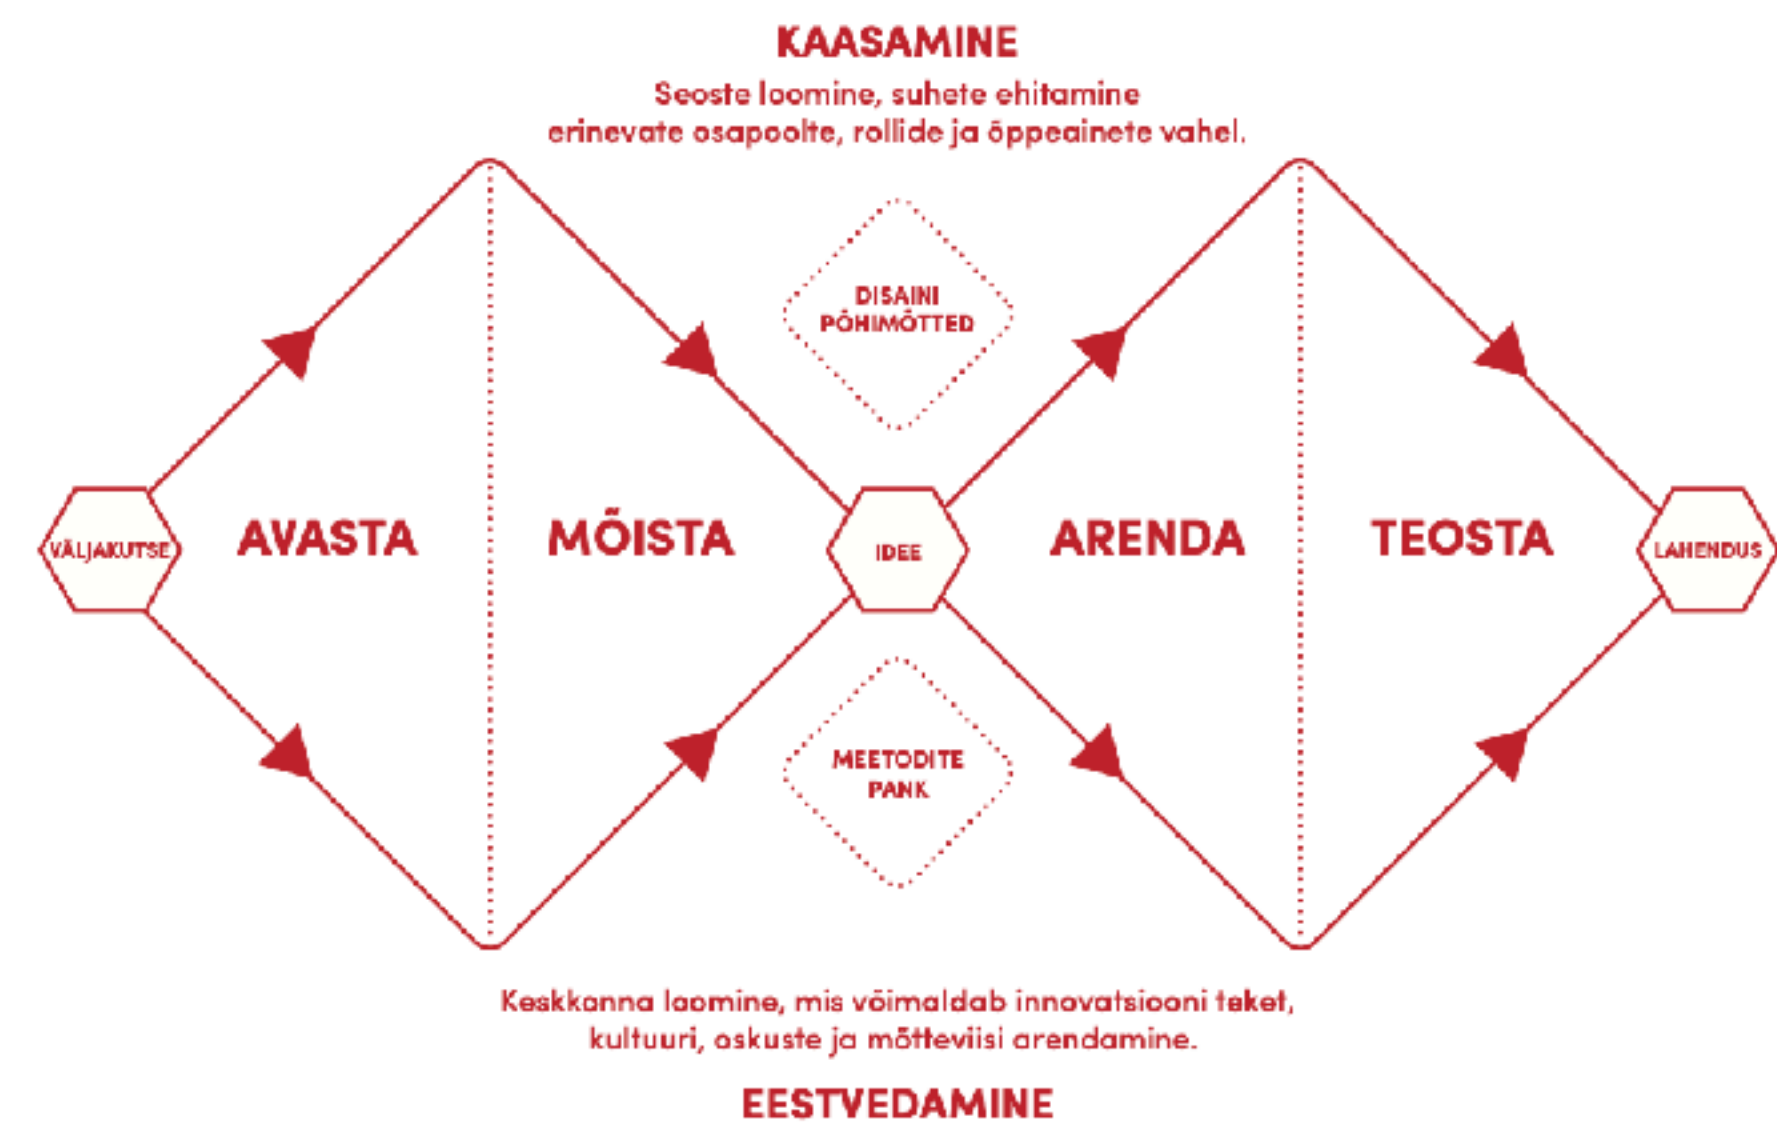 KAASAMINE
Seoste loomine, suhete ehitamine
erinevate osapoolte, rollide ja õppeainete vahel.
DISAINI
PÕHIMÕTTED
VÄLJAKUTSE
AVASTA
MÕISTA
IDEE
ARENDA
TEOSTA
LAHENDUS
MEETODITE
PANK
Keskkonna loomine, mis võimaldab innovatsiooni teket,
kultuuri, oskuste ja mõtteviisi arendamine.
EESTVEDAMINE